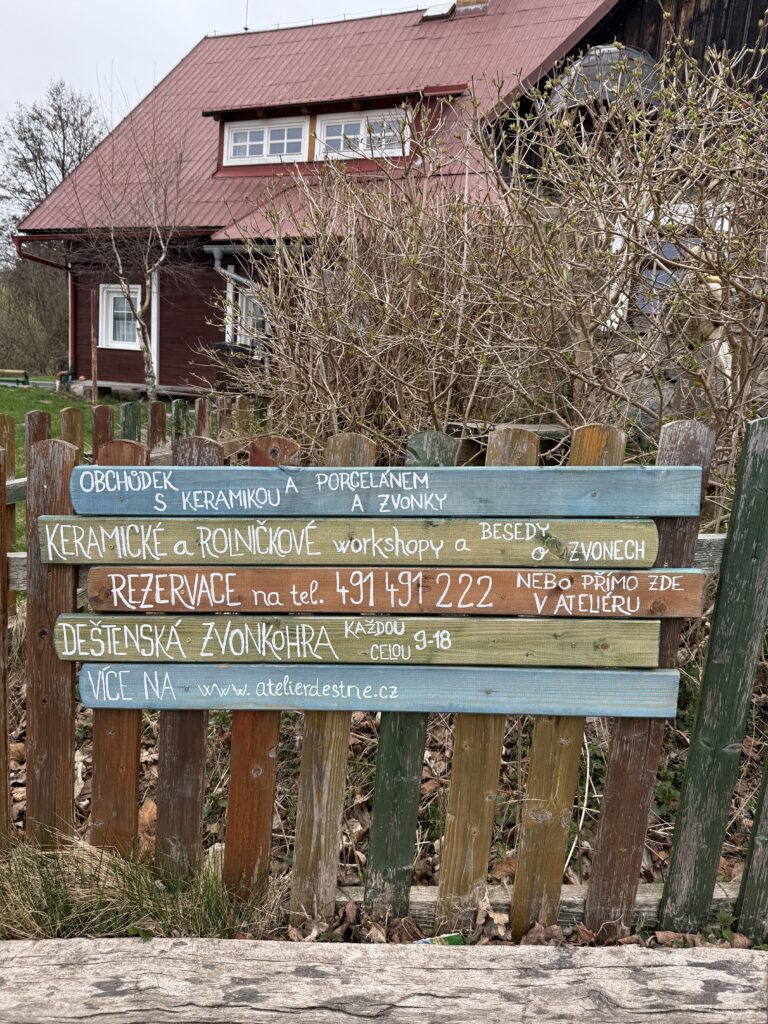 OBCHŮDEK S KERAMIKOU A PORCELÁNEM A ZVONKY
KERAMICKÉ a ROLNIČKOVÉ workshopy a BESEDY O ZVONECH
REZERVACE na tel. 491 491 222 NEBO PŘÍMO ZDE V ATELIÉRU
DEŠTENSKÁ ZVONKOHRA KAŽDOU CELOU 9-18
VÍCE NA www.atelierdestne.cz